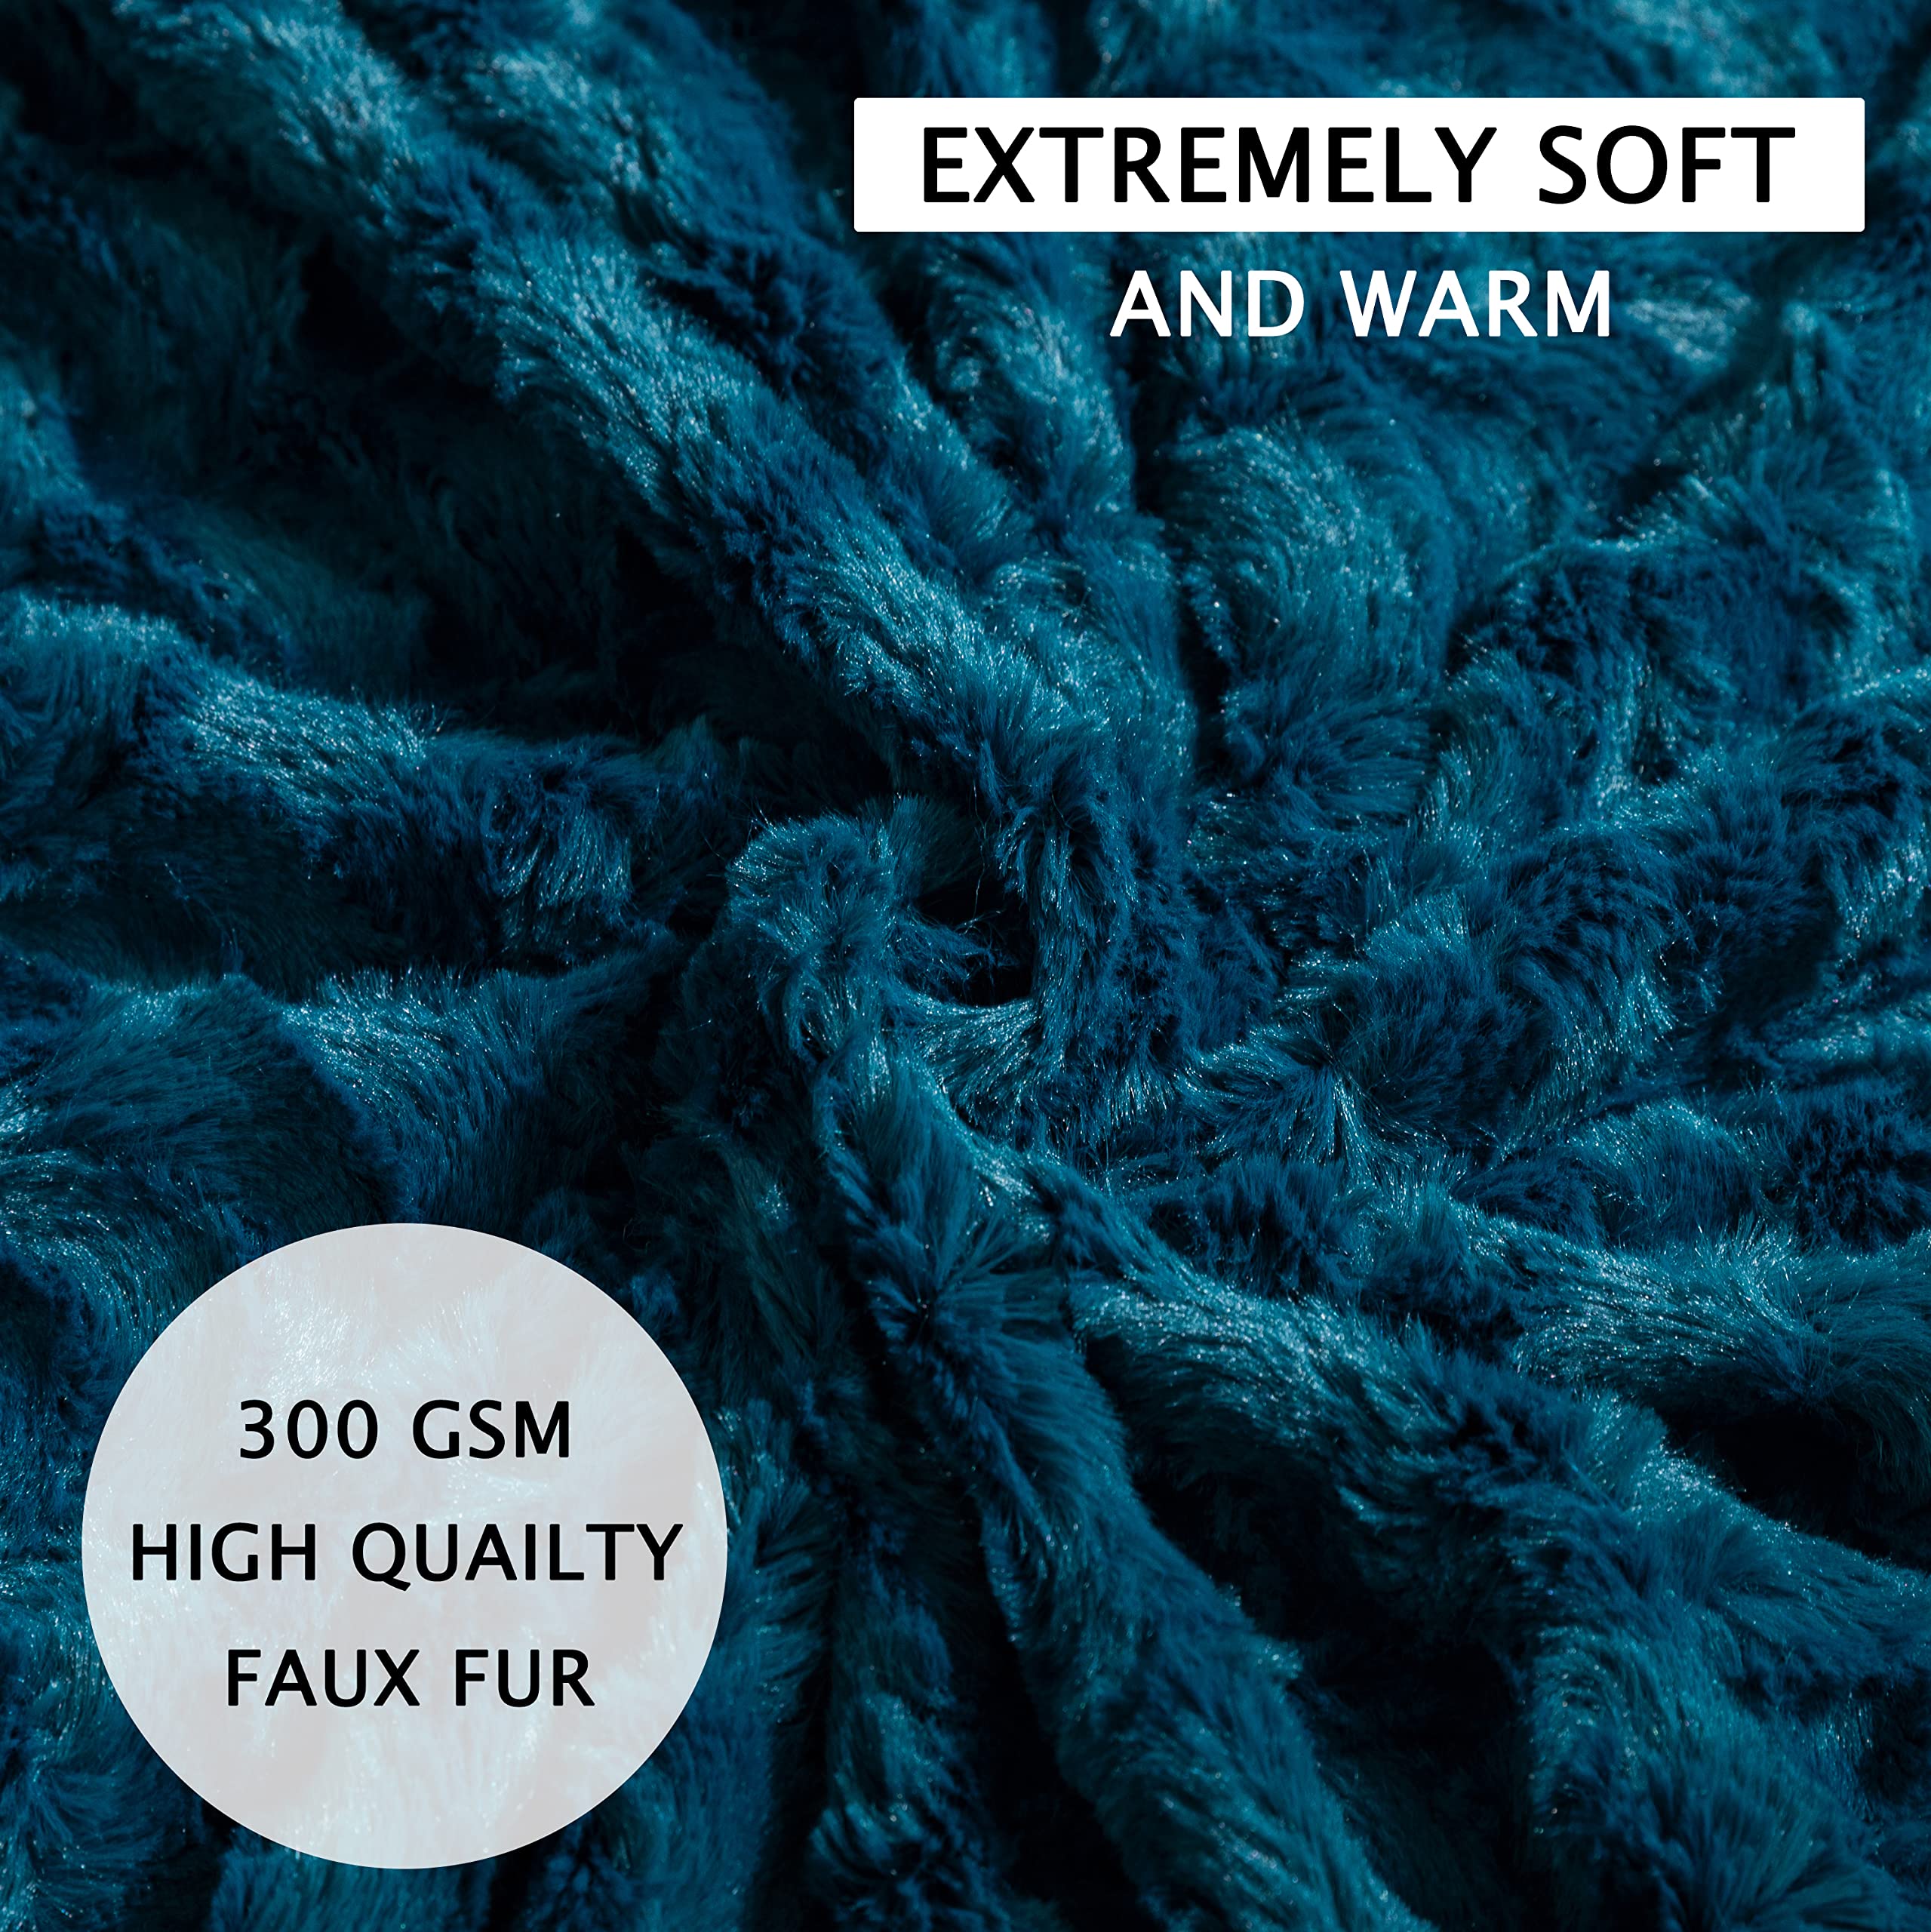 EXTREMELY SOFT
AND WARM
300 GSM
HIGH QUAILTY
FAUX FUR